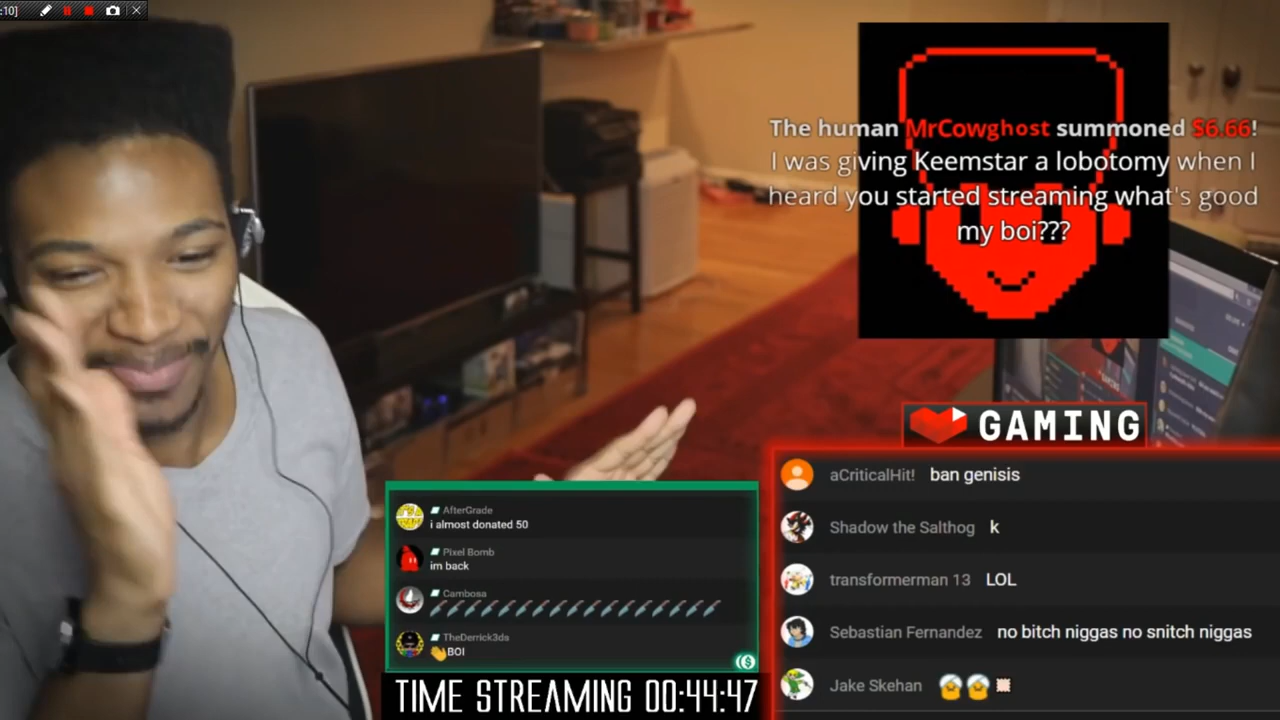 :10]
The human MrCowghost summoned $6.66!
I was giving Keemstar a lobotomy when I
heard you started streaming what's good
my boi???
GAMING
aCriticalHit! ban genisis
Shadow the Salthog k
transformerman 13 LOL
Sebastian Fernandez no bitch niggas no snitch niggas
Jake Skehan
AfterGrade
i almost donated 50
Pixel Bomb
im back
Cambosa
TheDerrick3ds
BOI
TIME STREAMING 00:44:47